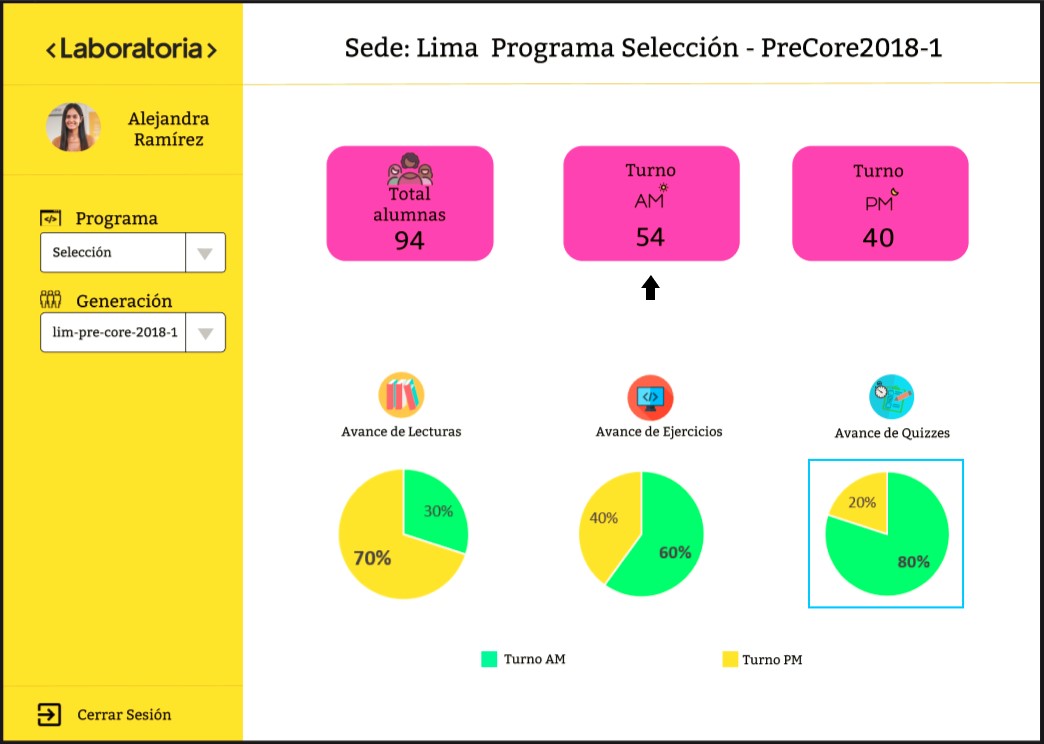 <Laboratoria>
Sede: Lima  Programa Selección - PreCore2018-1
Alejandra
Ramírez
Programa
Selección
Generación
lim-pre-core-2018-1
Total
alumnas
94
Turno
AM
54
Turno
PM
40
Avance de Lecturas
Avance de Ejercicios
Avance de Quizzes
30%
70%
40%
60%
20%
80%
Turno AM
Turno PM
Cerrar Sesión